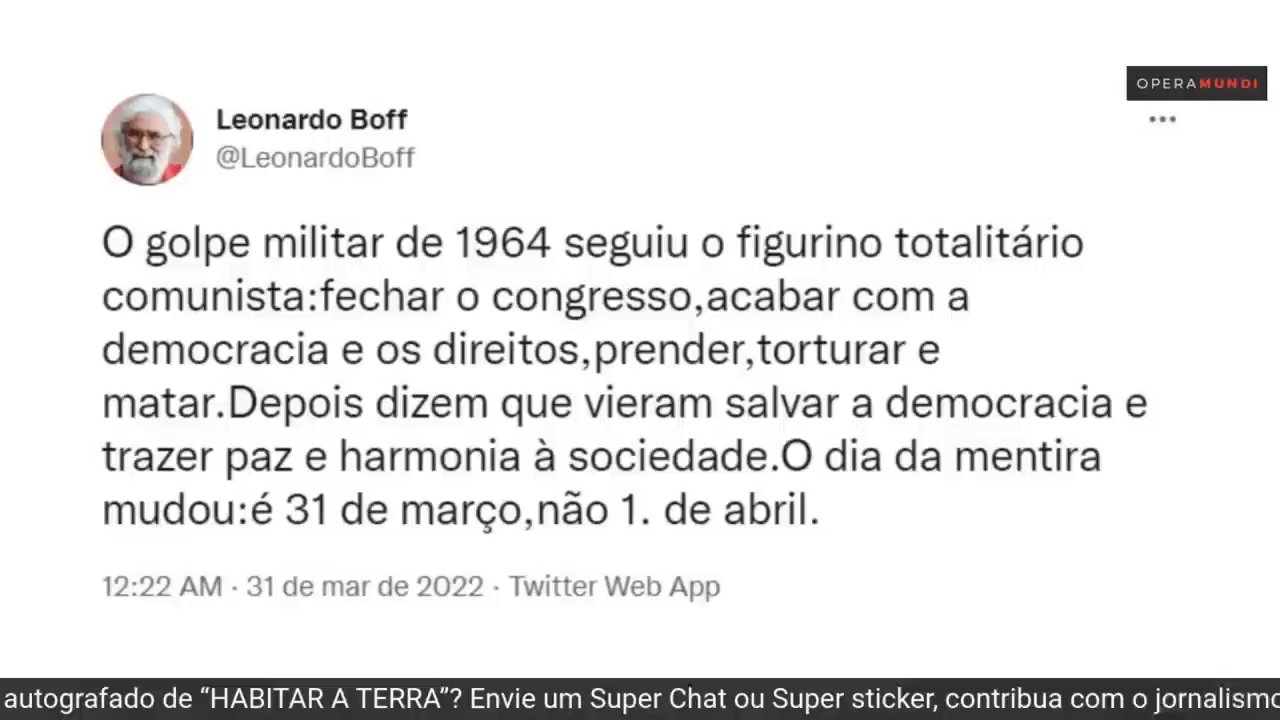 OPERAMUNDI
Leonardo Boff
@LeonardoBoff
O golpe militar de 1964 seguiu o figurino totalitário
comunista:fechar o congresso,acabar com a
democracia e os direitos,prender,torturar e
matar.Depois dizem que vieram salvar a democracia e
trazer paz e harmonia à sociedade.O dia da mentira
mudou:é 31 de março,não 1. de abril.
12:22 AM · 31 de mar de 2022 · Twitter Web App
autografado de “HABITAR A TERRA”? Envie um Super Chat ou Super sticker, contribua com o jornalismo